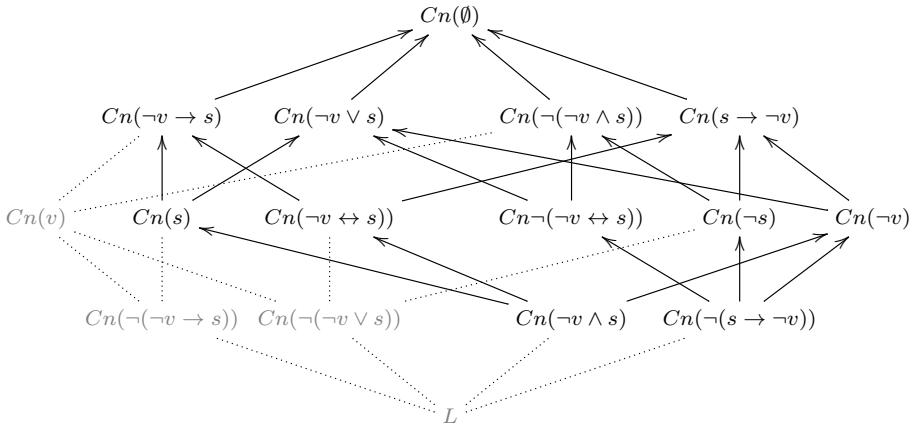 Cn(∅)
Cn(¬v → s) Cn(¬v ∨ s) Cn(¬(¬v ∧ s)) Cn(s → ¬v)
Cn(v) Cn(s) Cn(¬v ↔ s)) Cn¬(¬v ↔ s)) Cn(¬s) Cn(¬v)
Cn(¬(¬v → s)) Cn(¬(¬v ∨ s)) Cn(¬v ∧ s) Cn(¬(s → ¬v))
L